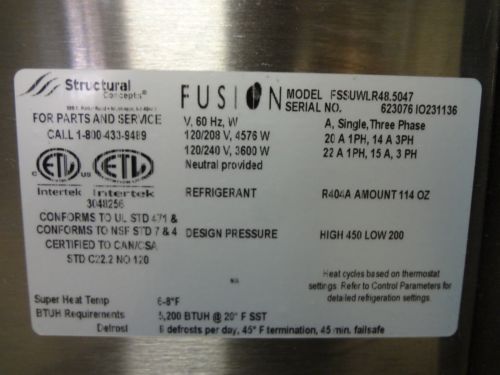 Structural
Concepts®
FUSION
MODEL FSSUWLR48.5047
SERIAL NO. 623076 IO231136
FOR PARTS AND SERVICE
CALL 1-800-433-9489
V, 60 Hz, W
A, Single, Three Phase
120/208 V, 4576 W
20 A 1PH, 14 A 3PH
120/240 V, 3600 W
22 A 1PH, 15 A, 3 PH
Neutral provided
ETL
ETL
Intertek Intertek
3048256
REFRIGERANT
R404A AMOUNT 114 OZ
CONFORMS TO UL STD 471 &
CONFORMS TO NSF STD 7 & 4
CERTIFIED TO CAN/CSA
STD C22.2 NO 120
DESIGN PRESSURE
HIGH 450 LOW 200
NA
Heat cycles based on thermostat
settings. Refer to Control Parameters for
detailed refrigeration settings.
Super Heat Temp 6-8°F
BTUH Requirements 5,200 BTUH @ 20° F SST
Defrost 8 defrosts per day, 45° F termination, 45 min. failsafe